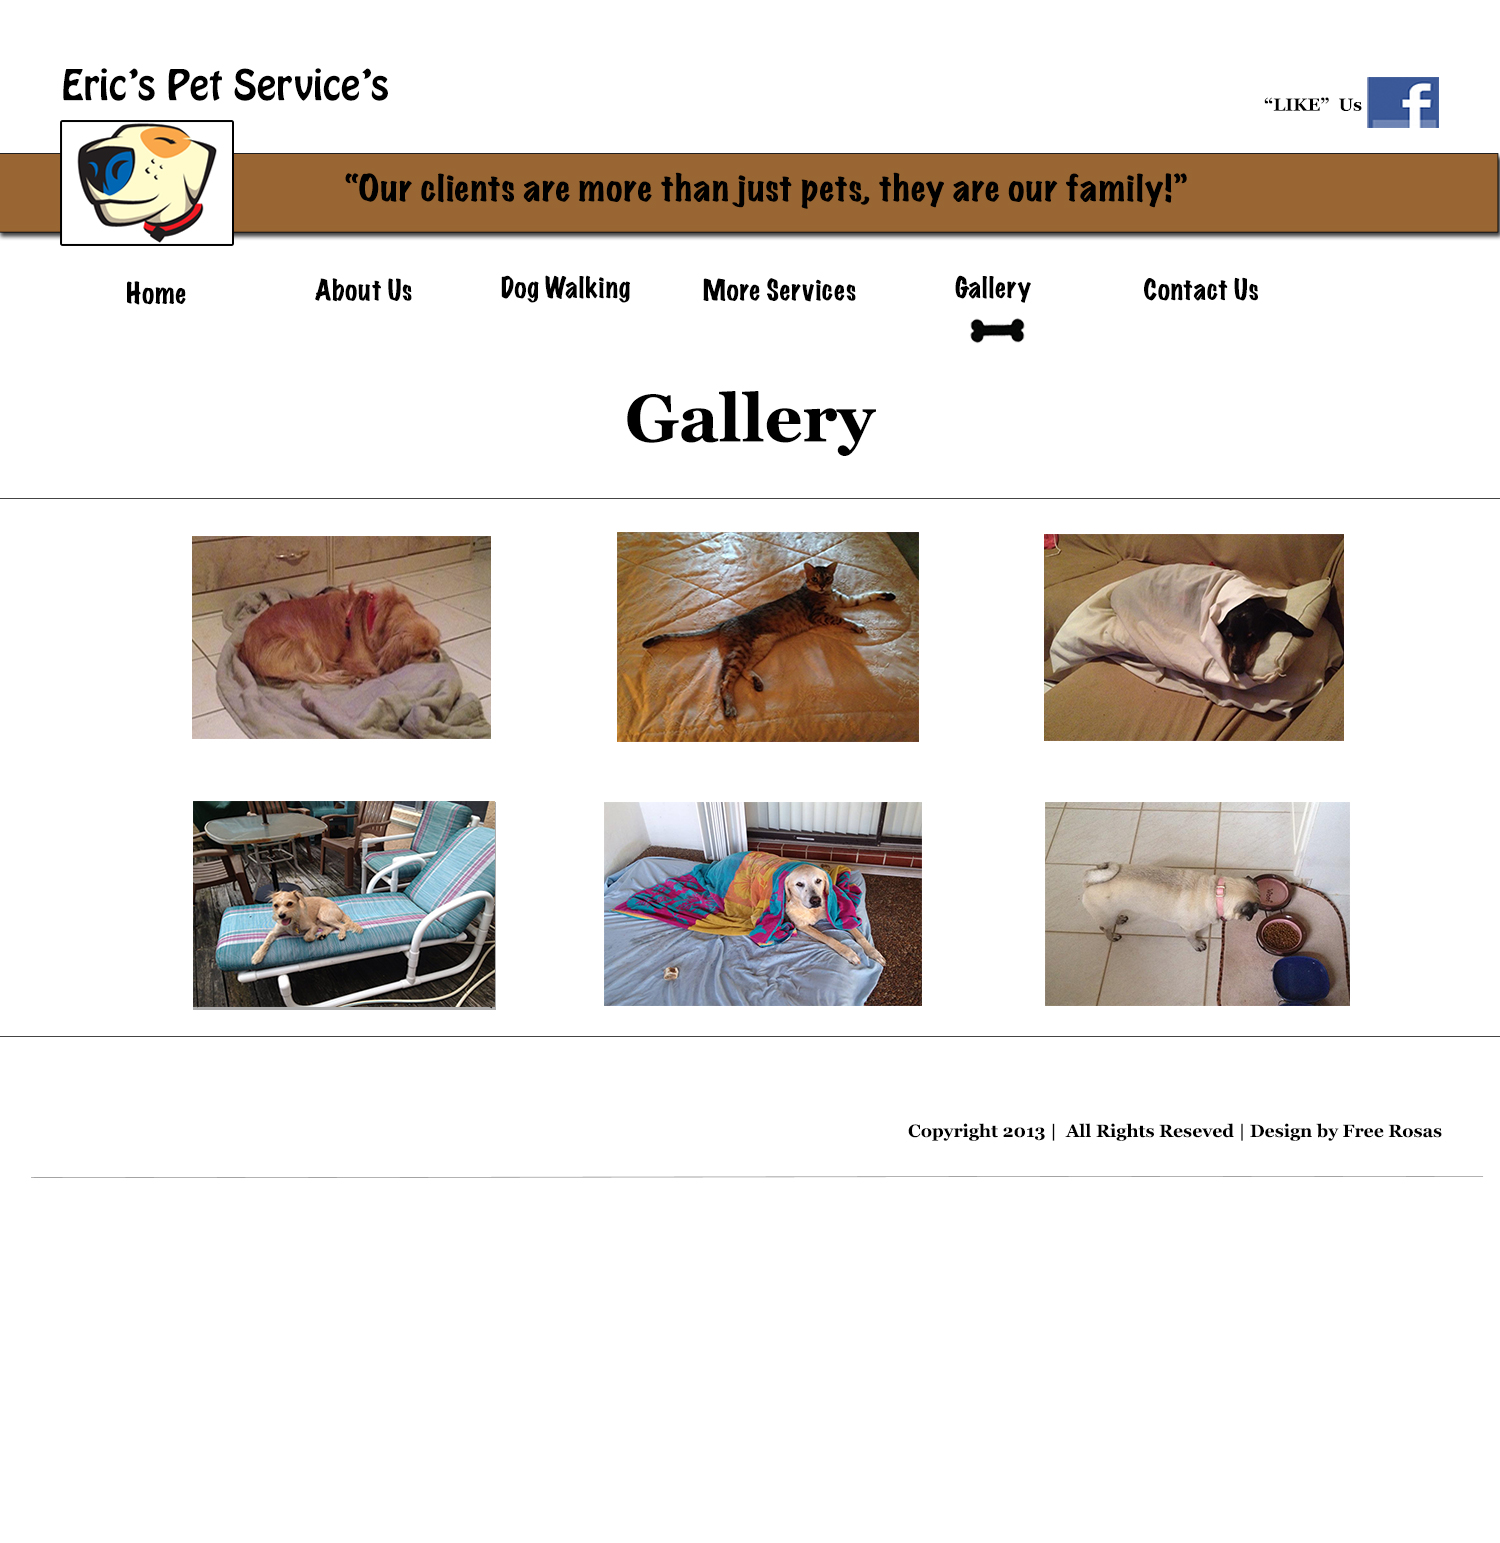 Eric’s Pet Service’s
“LIKE”  Us
“Our clients are more than just pets, they are our family!”
Home About Us Dog Walking More Services Gallery Contact Us
Gallery
Copyright 2013 |  All Rights Reseved | Design by Free Rosas